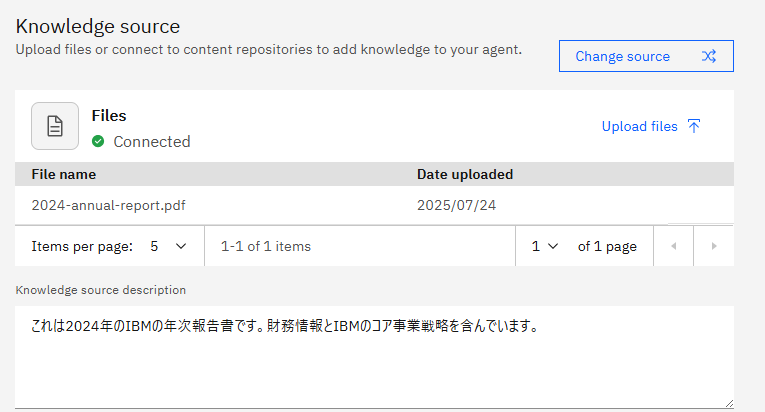 Knowledge source
Upload files or connect to content repositories to add knowledge to your agent.
Change source
Files
Connected
Upload files
File name Date uploaded
2024-annual-report.pdf 2025/07/24
Items per page: 5 1-1 of 1 items 1 of 1 page
Knowledge source description
これは2024年のIBMの年次報告書です。財務情報とIBMのコア事業戦略を含んでいます。